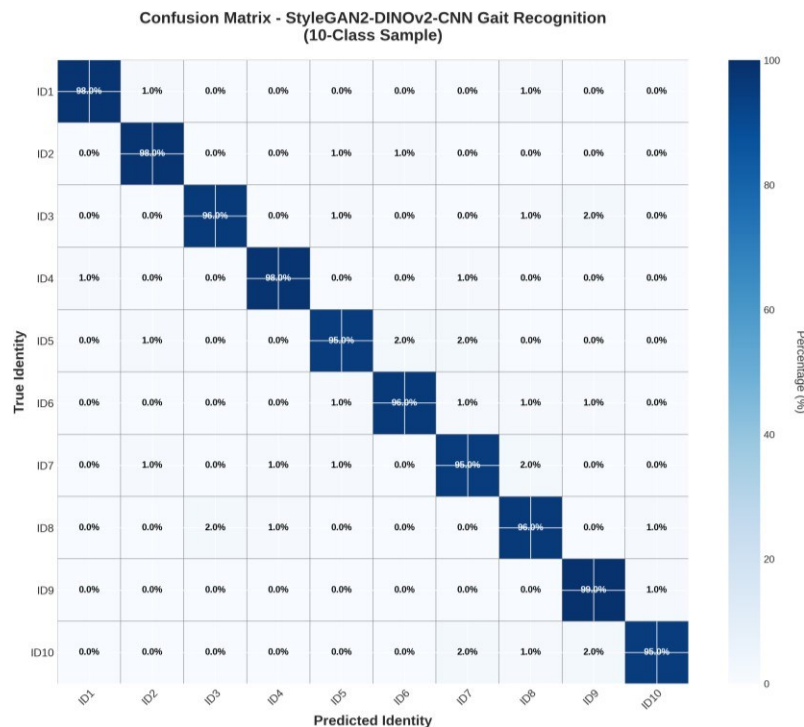 Confusion Matrix - StyleGAN2-DINOv2-CNN Gait Recognition
(10-Class Sample)
ID1 98.0% 1.0% 0.0% 0.0% 0.0% 0.0% 0.0% 1.0% 0.0% 0.0%
ID2 0.0% 98.0% 0.0% 0.0% 1.0% 1.0% 0.0% 0.0% 0.0% 0.0%
ID3 0.0% 0.0% 96.0% 0.0% 1.0% 0.0% 0.0% 1.0% 2.0% 0.0%
ID4 1.0% 0.0% 0.0% 98.0% 0.0% 0.0% 1.0% 0.0% 0.0% 0.0%
ID5 0.0% 1.0% 0.0% 0.0% 95.0% 2.0% 2.0% 0.0% 0.0% 0.0%
ID6 0.0% 0.0% 0.0% 0.0% 1.0% 96.0% 1.0% 1.0% 1.0% 0.0%
ID7 0.0% 1.0% 0.0% 1.0% 1.0% 0.0% 95.0% 2.0% 0.0% 0.0%
ID8 0.0% 0.0% 2.0% 1.0% 0.0% 0.0% 0.0% 96.0% 0.0% 1.0%
ID9 0.0% 0.0% 0.0% 0.0% 0.0% 0.0% 0.0% 0.0% 99.0% 1.0%
ID10 0.0% 0.0% 0.0% 0.0% 0.0% 0.0% 2.0% 1.0% 2.0% 95.0%
ID1 ID2 ID3 ID4 ID5 ID6 ID7 ID8 ID9 ID10
Predicted Identity
True Identity
100
80
60
40
20
0
Percentage (%)